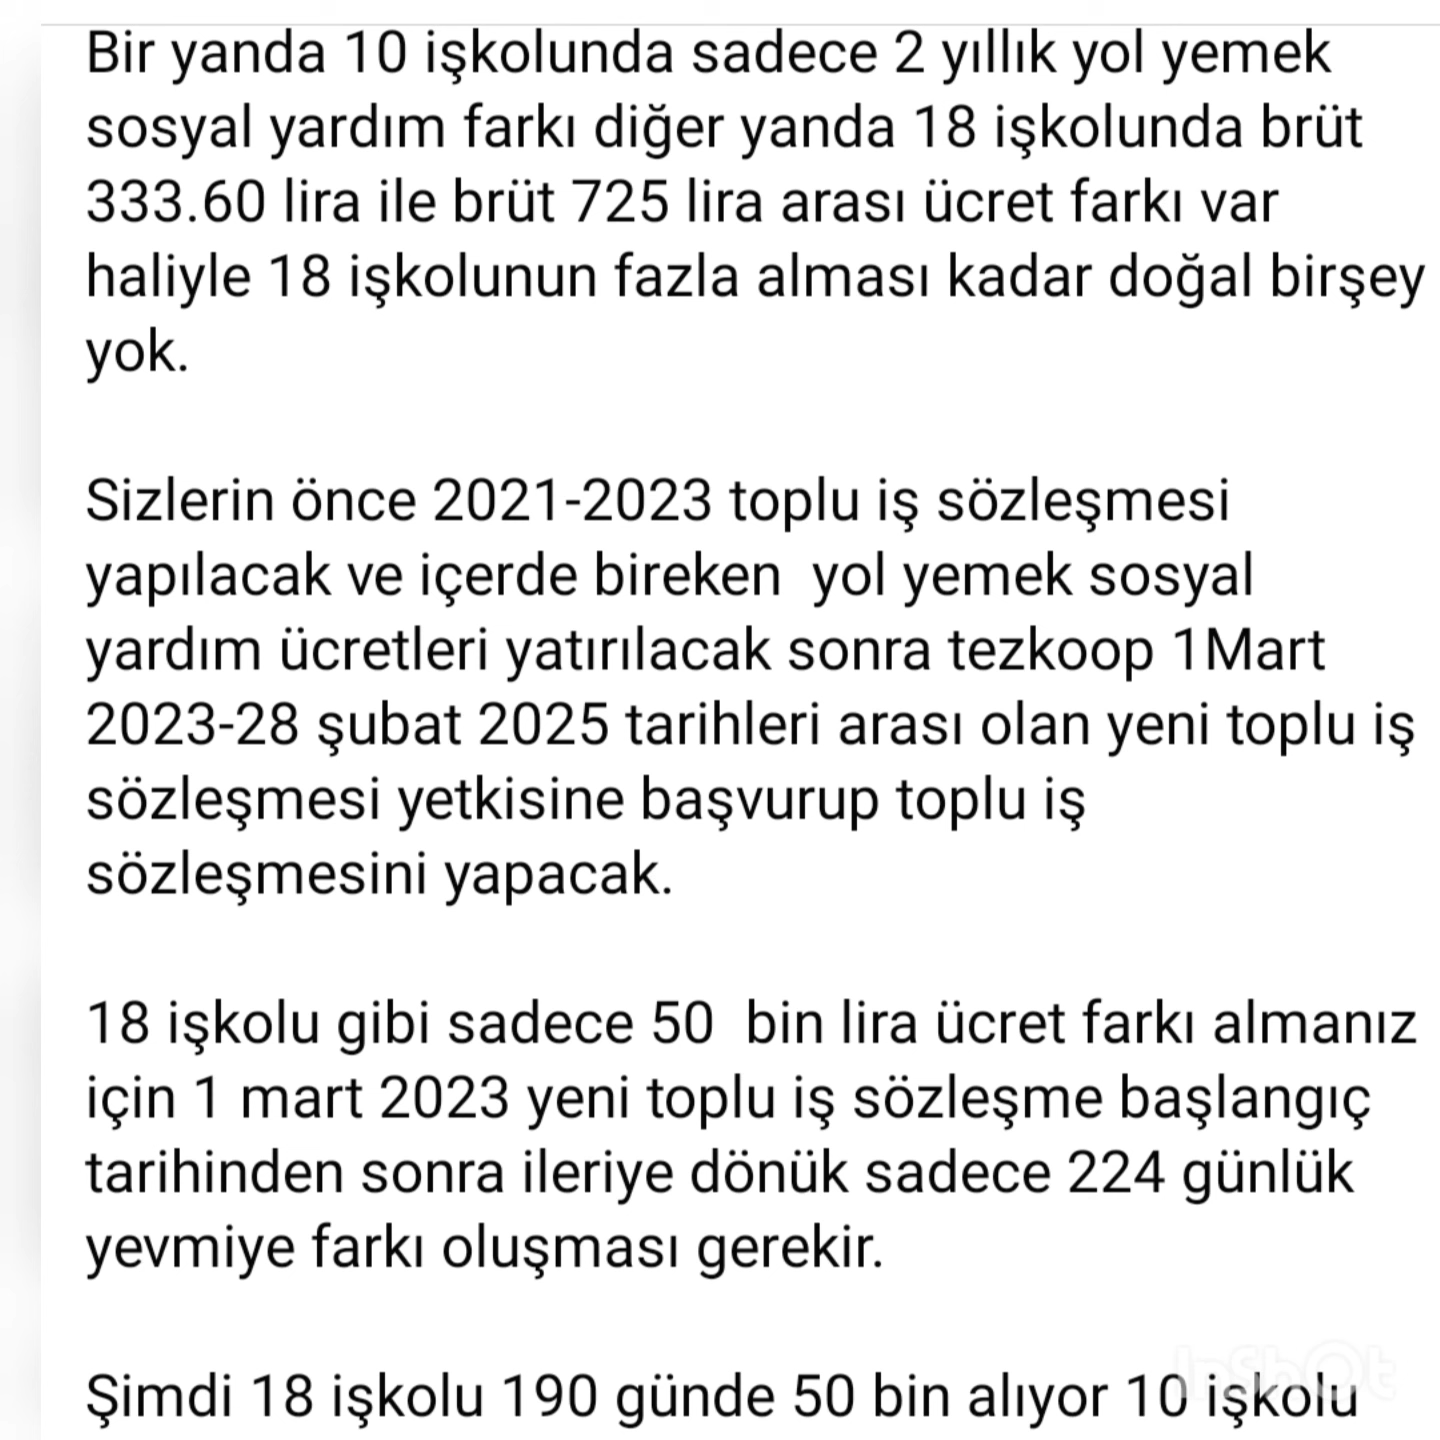 Bir yanda 10 işkolunda sadece 2 yıllık yol yemek
sosyal yardım farkı diğer yanda 18 işkolunda brüt
333.60 lira ile brüt 725 lira arası ücret farkı var
haliyle 18 işkolunun fazla alması kadar doğal birşey
yok.
Sizlerin önce 2021-2023 toplu iş sözleşmesi
yapılacak ve içerde bireken yol yemek sosyal
yardım ücretleri yatırılacak sonra tezkoop 1Mart
2023-28 şubat 2025 tarihleri arası olan yeni toplu iş
sözleşmesi yetkisine başvurup toplu iş
sözleşmesini yapacak.
18 işkolu gibi sadece 50 bin lira ücret farkı almanız
için 1 mart 2023 yeni toplu iş sözleşme başlangıç
tarihinden sonra ileriye dönük sadece 224 günlük
yevmiye farkı oluşması gerekir.
Şimdi 18 işkolu 190 günde 50 bin alıyor 10 işkolu
InShOt